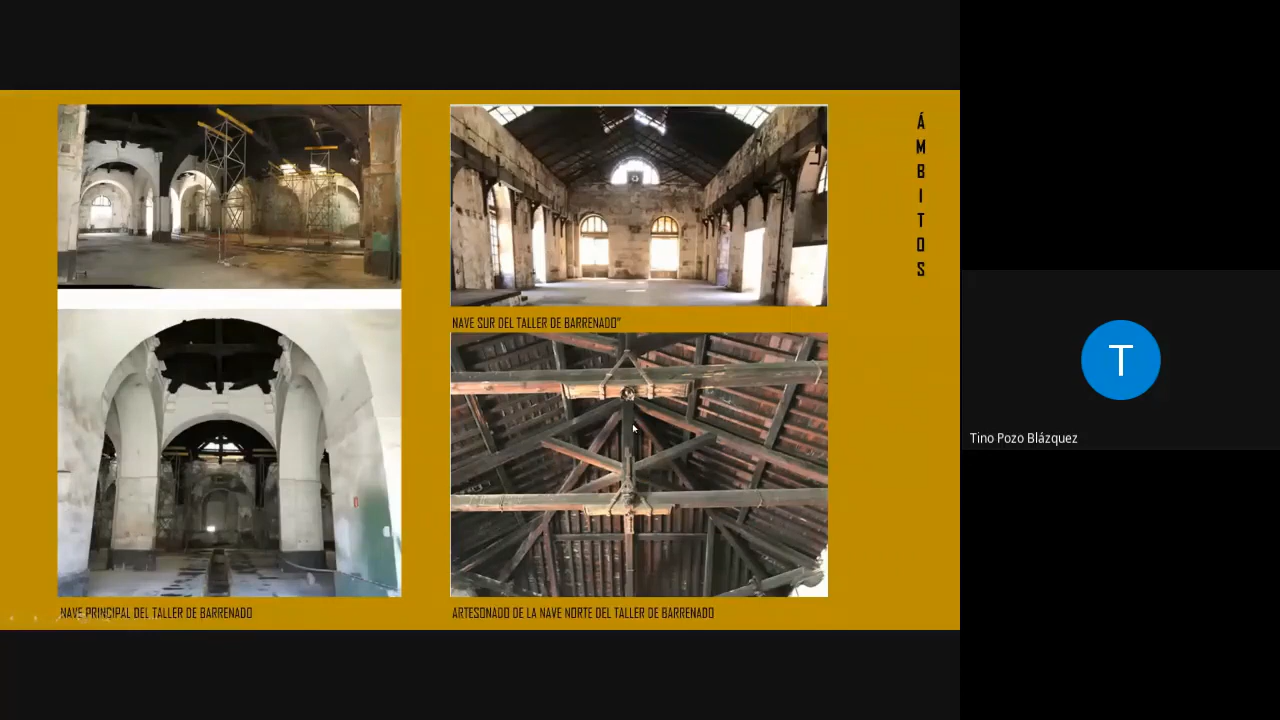 NAVE PRINCIPAL DEL TALLER DE BARRENADO
NAVE SUR DEL TALLER DE BARRENADO"
ARTESONADO DE LA NAVE NORTE DEL TALLER DE BARRENADO
ÁMBITOS
T
Tino Pozo Blázquez